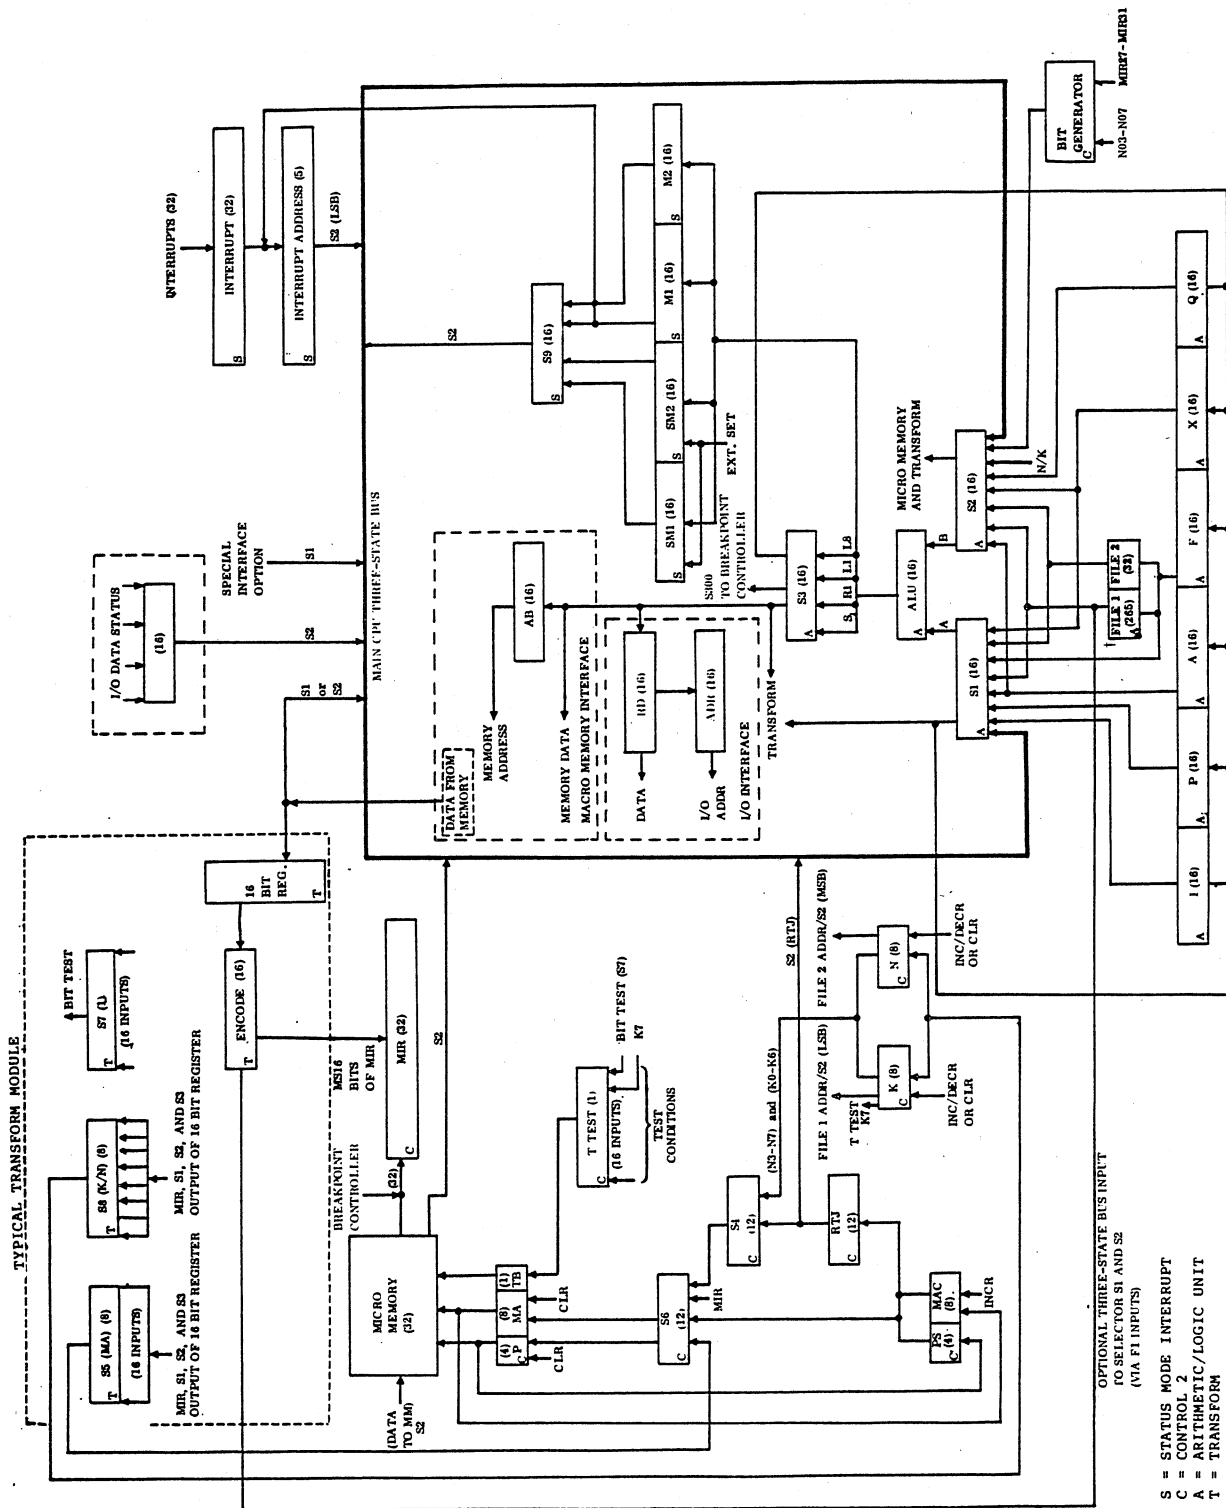 TYPICAL TRANSFORM MODULE
S5 (MA) (8)
(16 INPUTS)
T
MIR, S1, S2, AND S3
OUTPUT OF 16 BIT REGISTER
S8 (K/N) (8)
T
MIR, S1, S2, AND S3
OUTPUT OF 16 BIT REGISTER
BIT TEST
S7 (1)
(16 INPUTS)
T
ENCODE (16)
T
16
BIT
REG.
T
I/O DATA STATUS
(16)
S2
SPECIAL
INTERFACE
OPTION
S1
INTERRUPTS (32)
INTERRUPT (32)
S
INTERRUPT ADDRESS (5)
S
S2 (LSB)
S1
or
S2
MAIN CPU THREE-STATE BUS
BREAKPOINT
CONTROLLER
(32)
MS16
BITS
OF MIR
MIR (32)
C
MICRO
MEMORY
(32)
(DATA
TO MM)
S2
S2
DATA FROM
MEMORY
MEMORY
ADDRESS
MEMORY DATA
MACRO MEMORY INTERFACE
AB (16)
S2
S9 (16)
S
SM1 (16)
S
SM2 (16)
S
M1 (16)
S
M2 (16)
S
EXT. SET
(4)
P
C
(8)
MA
(1)
TB
CLR
CLR
T TEST (1)
(16 INPUTS)
C
BIT TEST (S7)
K7
TEST
CONDITIONS
DATA
RD (16)
I/O
ADDR
ADR (16)
I/O INTERFACE
TRANSFORM
S300
TO BREAKPOINT
CONTROLLER
S3 (16)
A
S
R1
L1
L8
S6
(12)
C
MIR
S4
(12)
C
(N3-N7) and (K0-K6)
RTJ
(12)
C
S2 (RTJ)
FILE 1 ADDR/S2 (LSB)
T TEST
K7
FILE 2 ADDR/S2 (MSB)
K (8)
C
N (8)
C
INC/DECR
OR CLR
INC/DECR
OR CLR
ALU (16)
A
A
B
MICRO MEMORY
AND TRANSFORM
S1 (16)
A
S2 (16)
A
N/K
BIT
GENERATOR
C
N03-N07
MIR27-MIR31
PS
(4)
C
MAC
(8)
INCR
FILE 1
(265)
A
FILE 2
(32)
OPTIONAL THREE-STATE BUS INPUT
TO SELECTOR S1 AND S2
(VIA F1 INPUTS)
I (16)
A
P (16)
A
A (16)
A
F (16)
A
X (16)
A
Q (16)
A
S = STATUS MODE INTERRUPT
C = CONTROL 2
A = ARITHMETIC/LOGIC UNIT
T = TRANSFORM